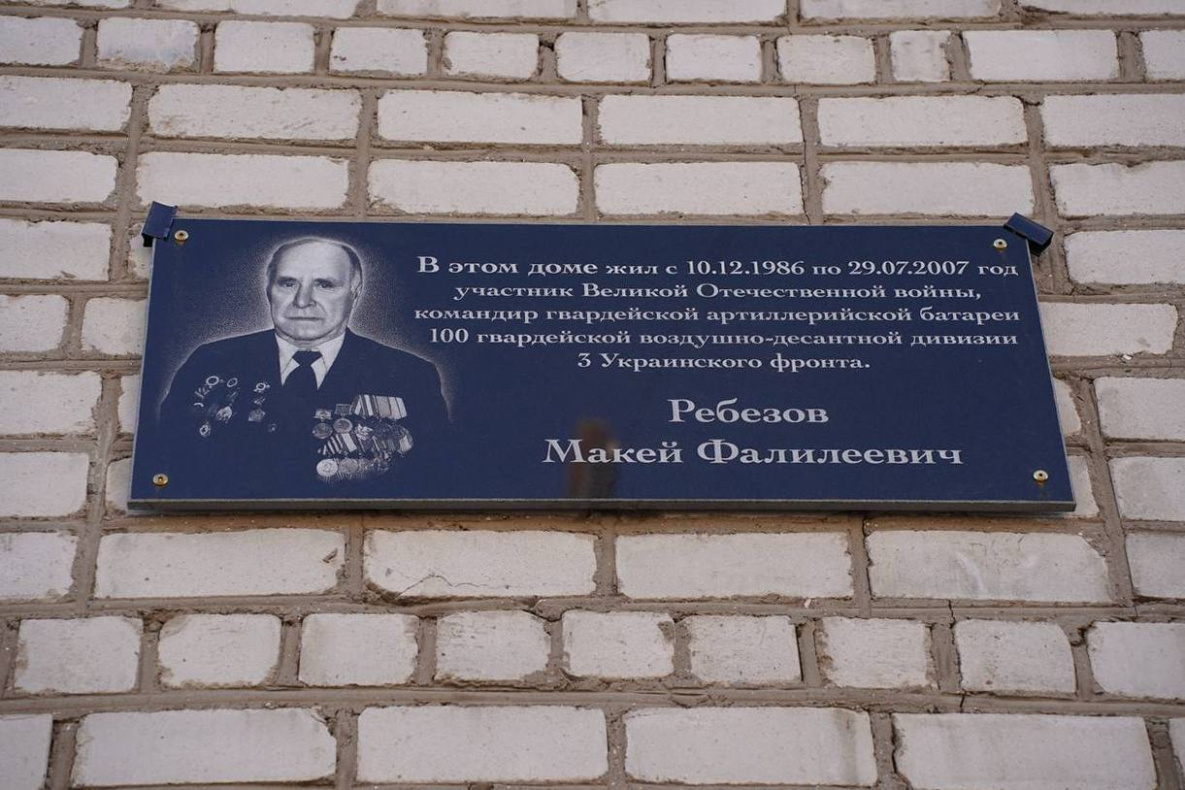 В этом доме жил с 10.12.1986 по 29.07.2007 год
участник Великой Отечественной войны,
командир гвардейской артиллерийской батареи
100 гвардейской воздушно-десантной дивизии
3 Украинского фронта.
Ребезов
Макей Фалилеевич